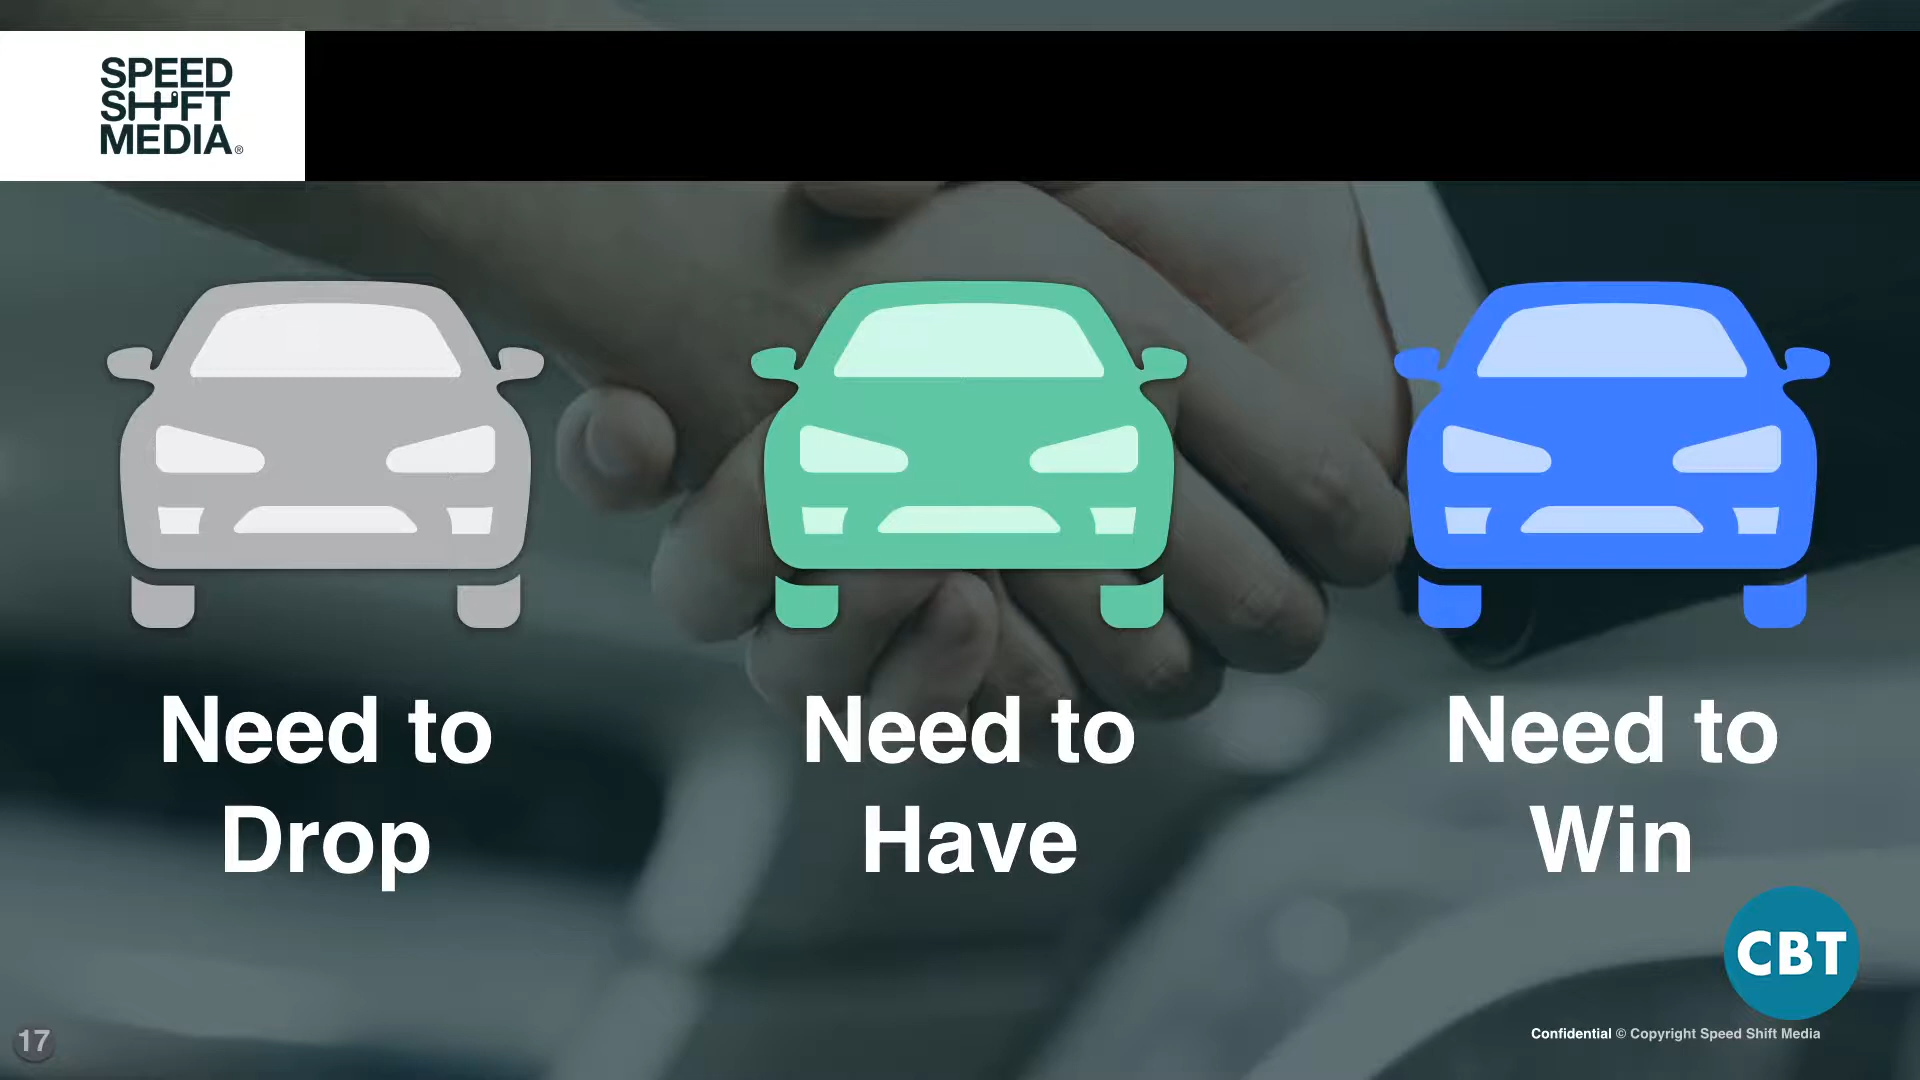 SPEED
SHIFT
MEDIA®
Need to
Drop
Need to
Have
Need to
Win
CBT
17
Confidential © Copyright Speed Shift Media